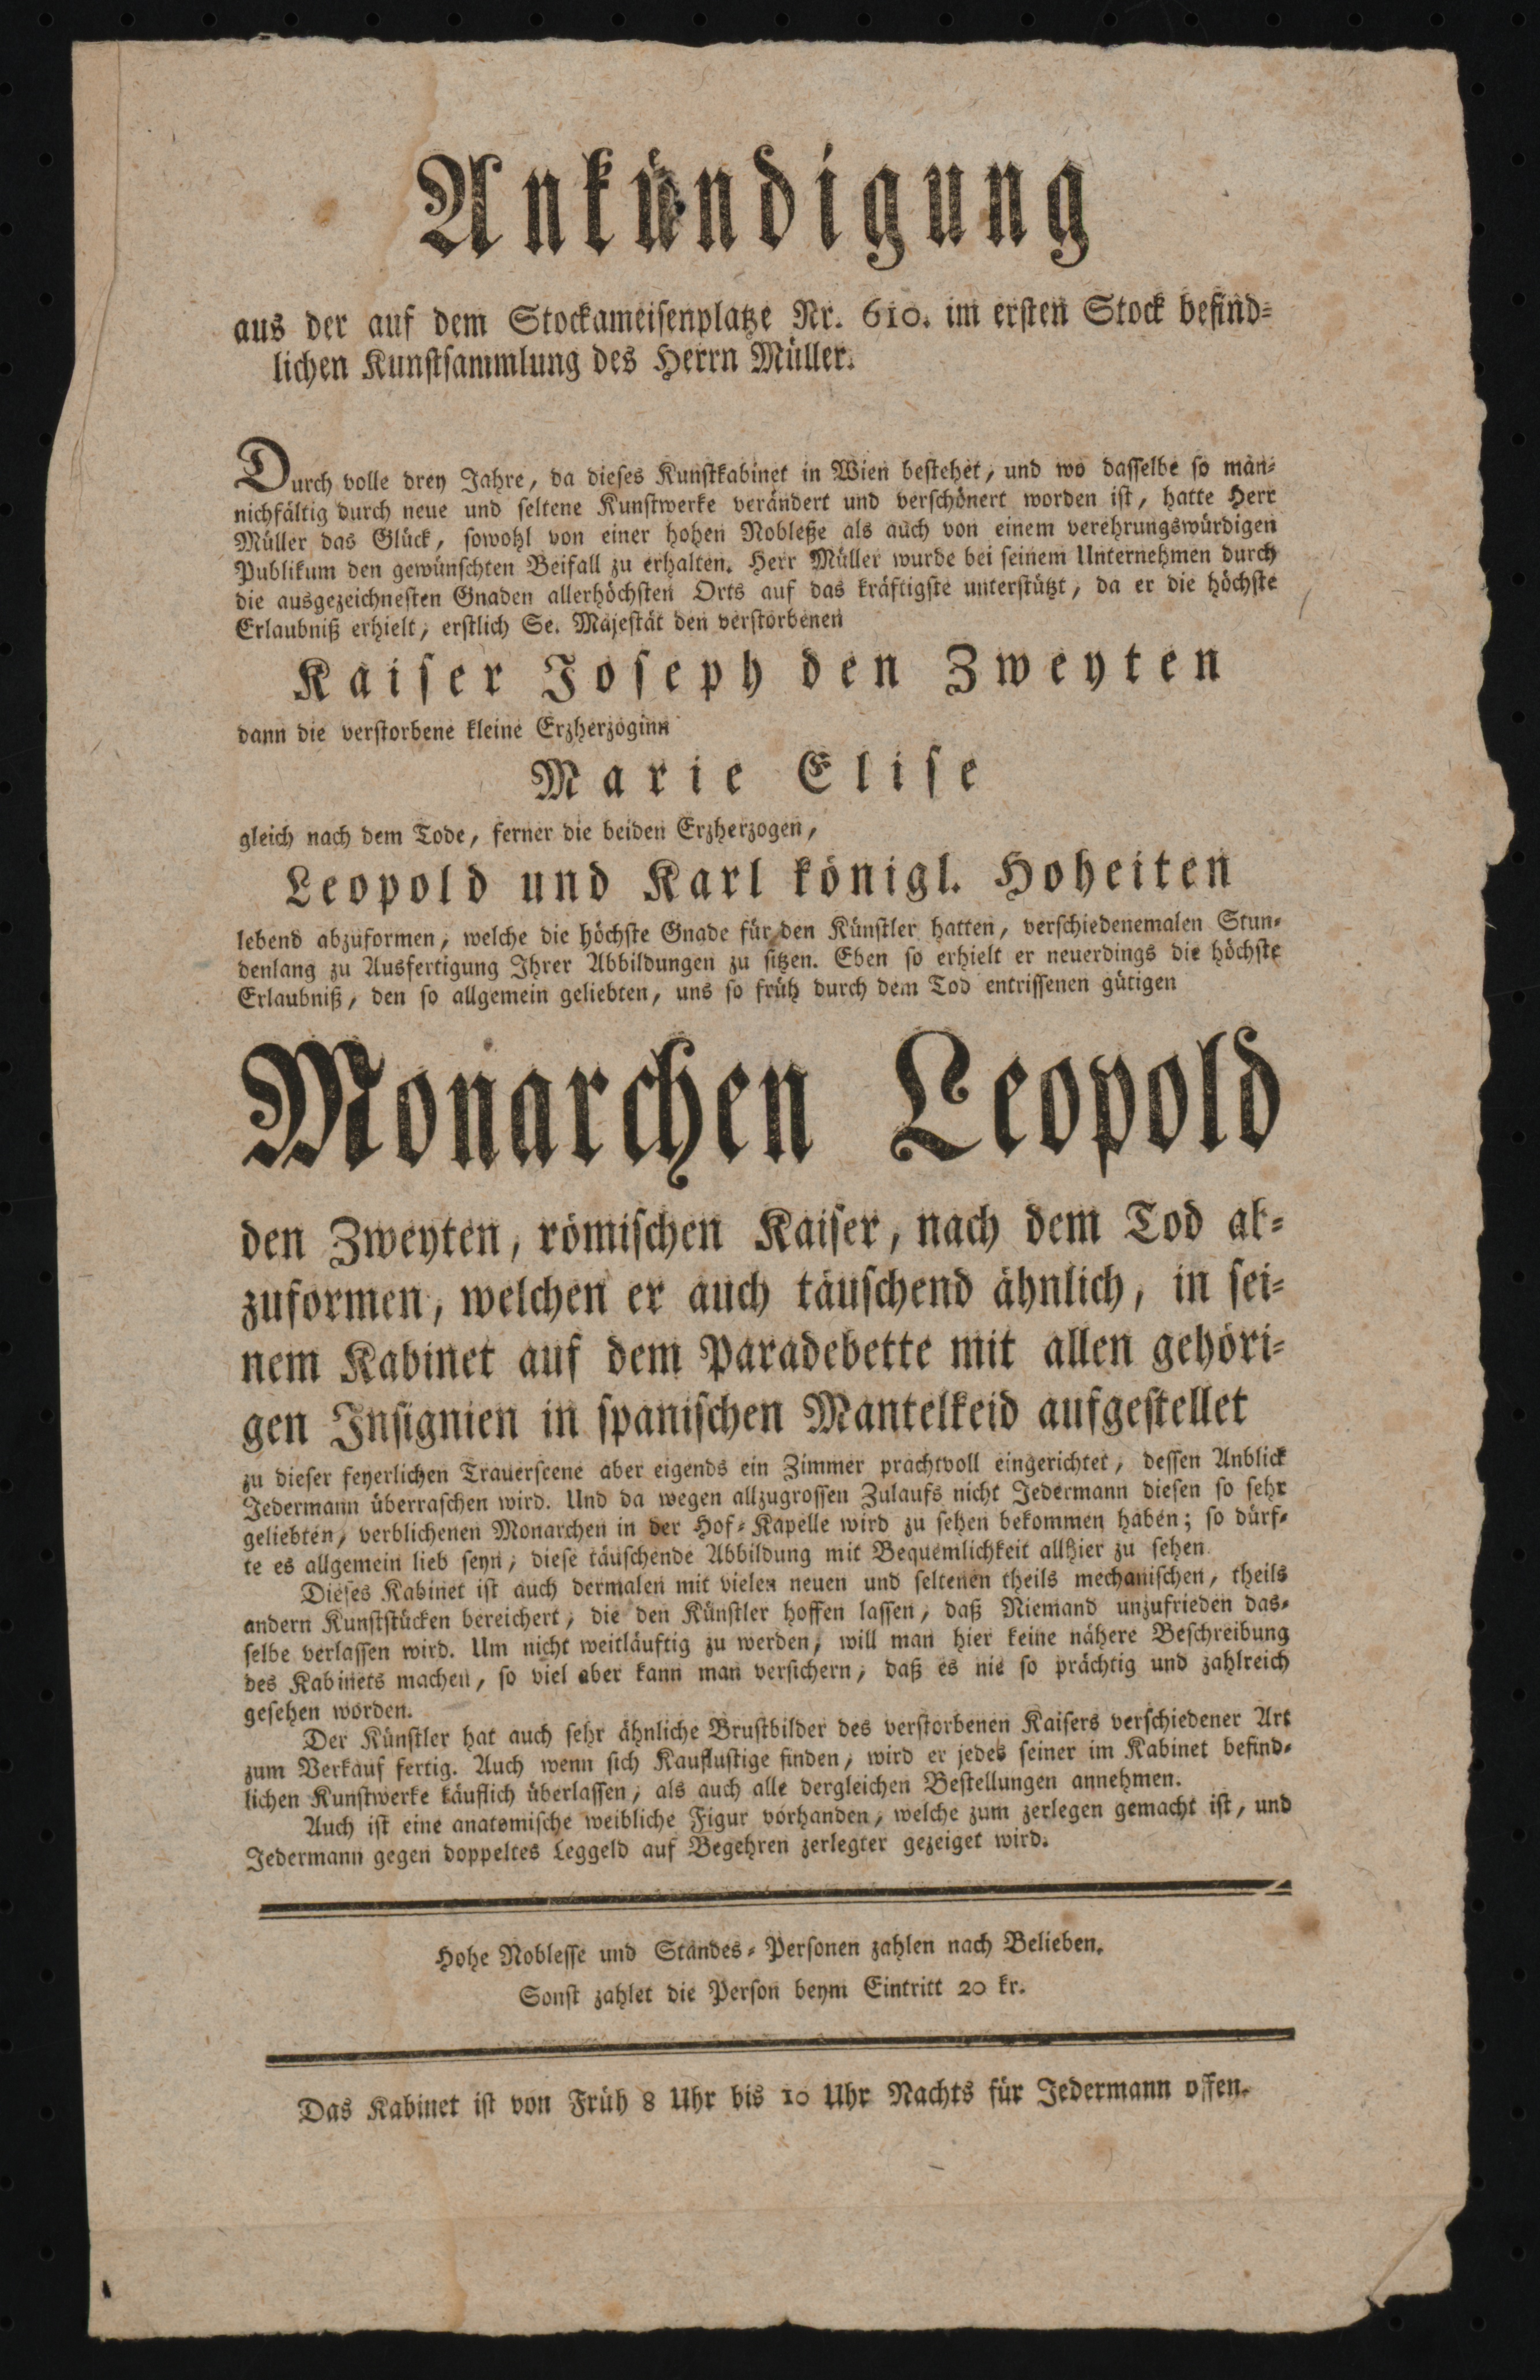 Ankündigung
aus der auf dem Stockameisenplatze Nr. 610. im ersten Stock befind-
lichen Kunstsammlung des Herrn Müller.
Durch volle drey Jahre, da dieses Kunstkabinet in Wien bestehet, und wo dasselbe so man-
nichfältig durch neue und seltene Kunstwerke verändert und verschönert worden ist, hatte Herr
Müller das Glück, sowohl von einer hohen Nobleße als auch von einem verehrungswürdigen
Publikum den gewünschten Beifall zu erhalten. Herr Müller wurde bei seinem Unternehmen durch
die ausgezeichnesten Gnaden allerhöchsten Orts auf das kräftigste unterstützt, da er die höchste
Erlaubniß erhielt, erstlich Se. Majestät den verstorbenen
Kaiser Joseph den Zweyten
dann die verstorbene kleine Erzherzoginn
Marie Elise
gleich nach dem Tode, ferner die beiden Erzherzogen,
Leopold und Karl königl. Hoheiten
lebend abzuformen, welche die höchste Gnade für den Künstler hatten, verschiedenemalen Stun-
denlang zu Ausfertigung Ihrer Abbildungen zu sitzen. Eben so erhielt er neuerdings die höchste
Erlaubniß, den so allgemein geliebten, uns so früh durch dem Tod entrissenen gütigen
Monarchen Leopold
den Zweyten, römischen Kaiser, nach dem Tod ab-
zuformen, welchen er auch täuschend ähnlich, in sei-
nem Kabinet auf dem Paradebette mit allen gehöri-
gen Insignien in spanischen Mantelkeid aufgestellet
zu dieser feyerlichen Trauerscene aber eigends ein Zimmer prachtvoll eingerichtet, dessen Anblick
Jedermann überraschen wird. Und da wegen allzugrossen Zulaufs nicht Jedermann diesen so sehr
geliebten, verblichenen Monarchen in der Hof-Kapelle wird zu sehen bekommen haben; so dürf-
te es allgemein lieb seyn, diese täuschende Abbildung mit Bequemlichkeit allhier zu sehen.
Dieses Kabinet ist auch dermalen mit vielen neuen und seltenen theils mechanischen, theils
andern Kunststücken bereichert, die den Künstler hoffen lassen, daß Niemand unzufrieden das-
selbe verlassen wird. Um nicht weitläuftig zu werden, will man hier keine nähere Beschreibung
des Kabinets machen, so viel aber kann man versichern, daß es nie so prächtig und zahlreich
gesehen worden.
Der Künstler hat auch sehr ähnliche Brustbilder des verstorbenen Kaisers verschiedener Art
zum Verkauf fertig. Auch wenn sich Kauflustige finden, wird er jedes seiner im Kabinet befind-
lichen Kunstwerke käuflich überlassen, als auch alle dergleichen Bestellungen annehmen.
Auch ist eine anatomische weibliche Figur vorhanden, welche zum zerlegen gemacht ist, und
Jedermann gegen doppeltes Leggeld auf Begehren zerlegter gezeiget wird.
Hohe Noblesse und Standes-Personen zahlen nach Belieben.
Sonst zahlet die Person beym Eintritt 20 kr.
Das Kabinet ist von Früh 8 Uhr bis 10 Uhr Nachts für Jedermann offen.